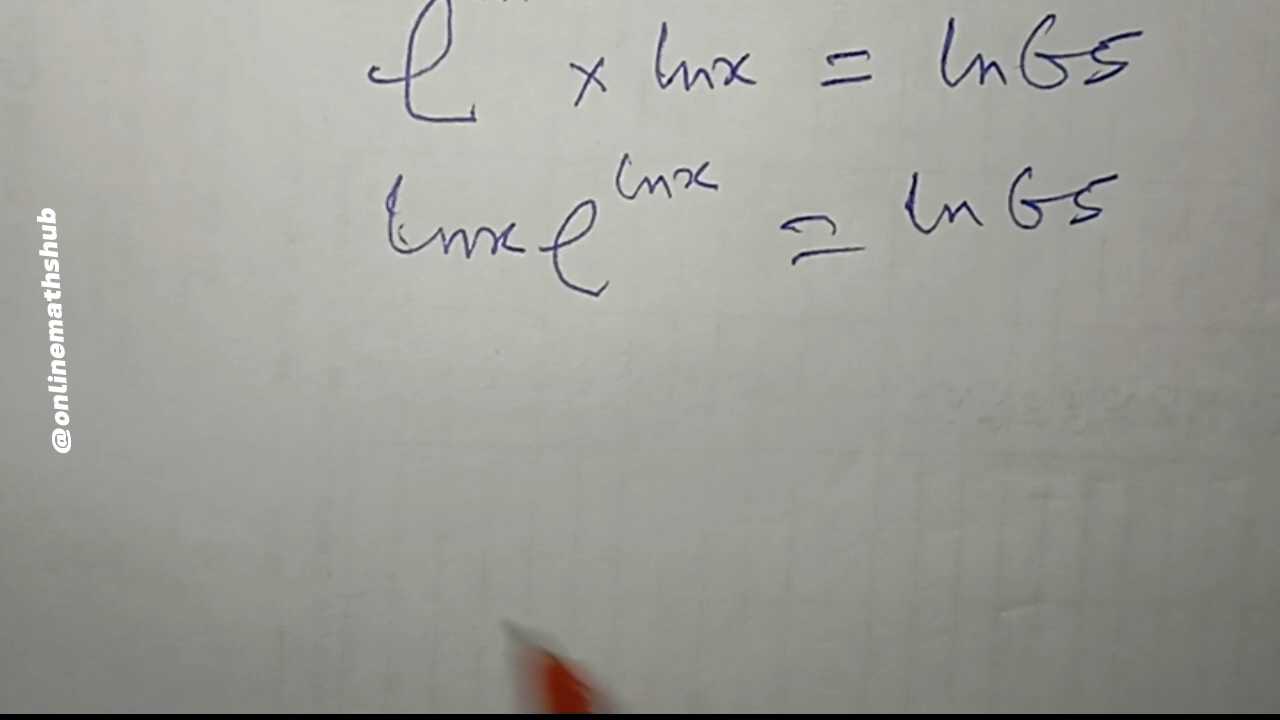 e × lnx = ln65
lnx e^lnx = ln65
@onlinemathshub